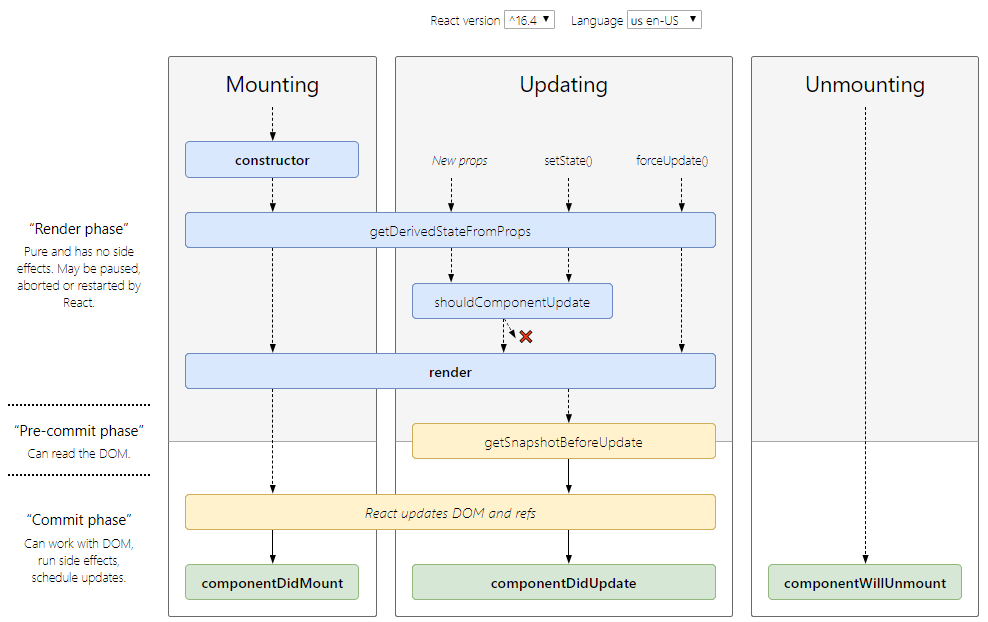 React version ^16.4 Language us en-US
Mounting
Updating
Unmounting
constructor
New props
setState()
forceUpdate()
“Render phase”
Pure and has no side
effects. May be paused,
aborted or restarted by
React.
getDerivedStateFromProps
shouldComponentUpdate
render
“Pre-commit phase”
Can read the DOM.
getSnapshotBeforeUpdate
“Commit phase”
Can work with DOM,
run side effects,
schedule updates.
React updates DOM and refs
componentDidMount
componentDidUpdate
componentWillUnmount